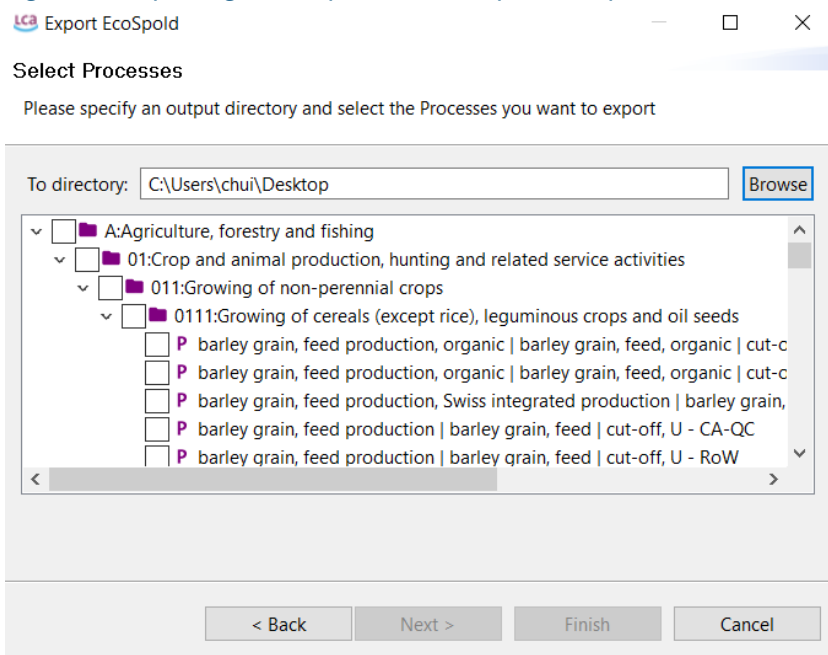 LCA Export EcoSpold
Select Processes
Please specify an output directory and select the Processes you want to export
To directory: C:\Users\chui\Desktop Browse
A:Agriculture, forestry and fishing
01:Crop and animal production, hunting and related service activities
011:Growing of non-perennial crops
0111:Growing of cereals (except rice), leguminous crops and oil seeds
P barley grain, feed production, organic | barley grain, feed, organic | cut-o
P barley grain, feed production, organic | barley grain, feed, organic | cut-o
P barley grain, feed production, Swiss integrated production | barley grain,
P barley grain, feed production | barley grain, feed | cut-off, U - CA-QC
P barley grain, feed production | barley grain, feed | cut-off, U - RoW
< Back Next > Finish Cancel